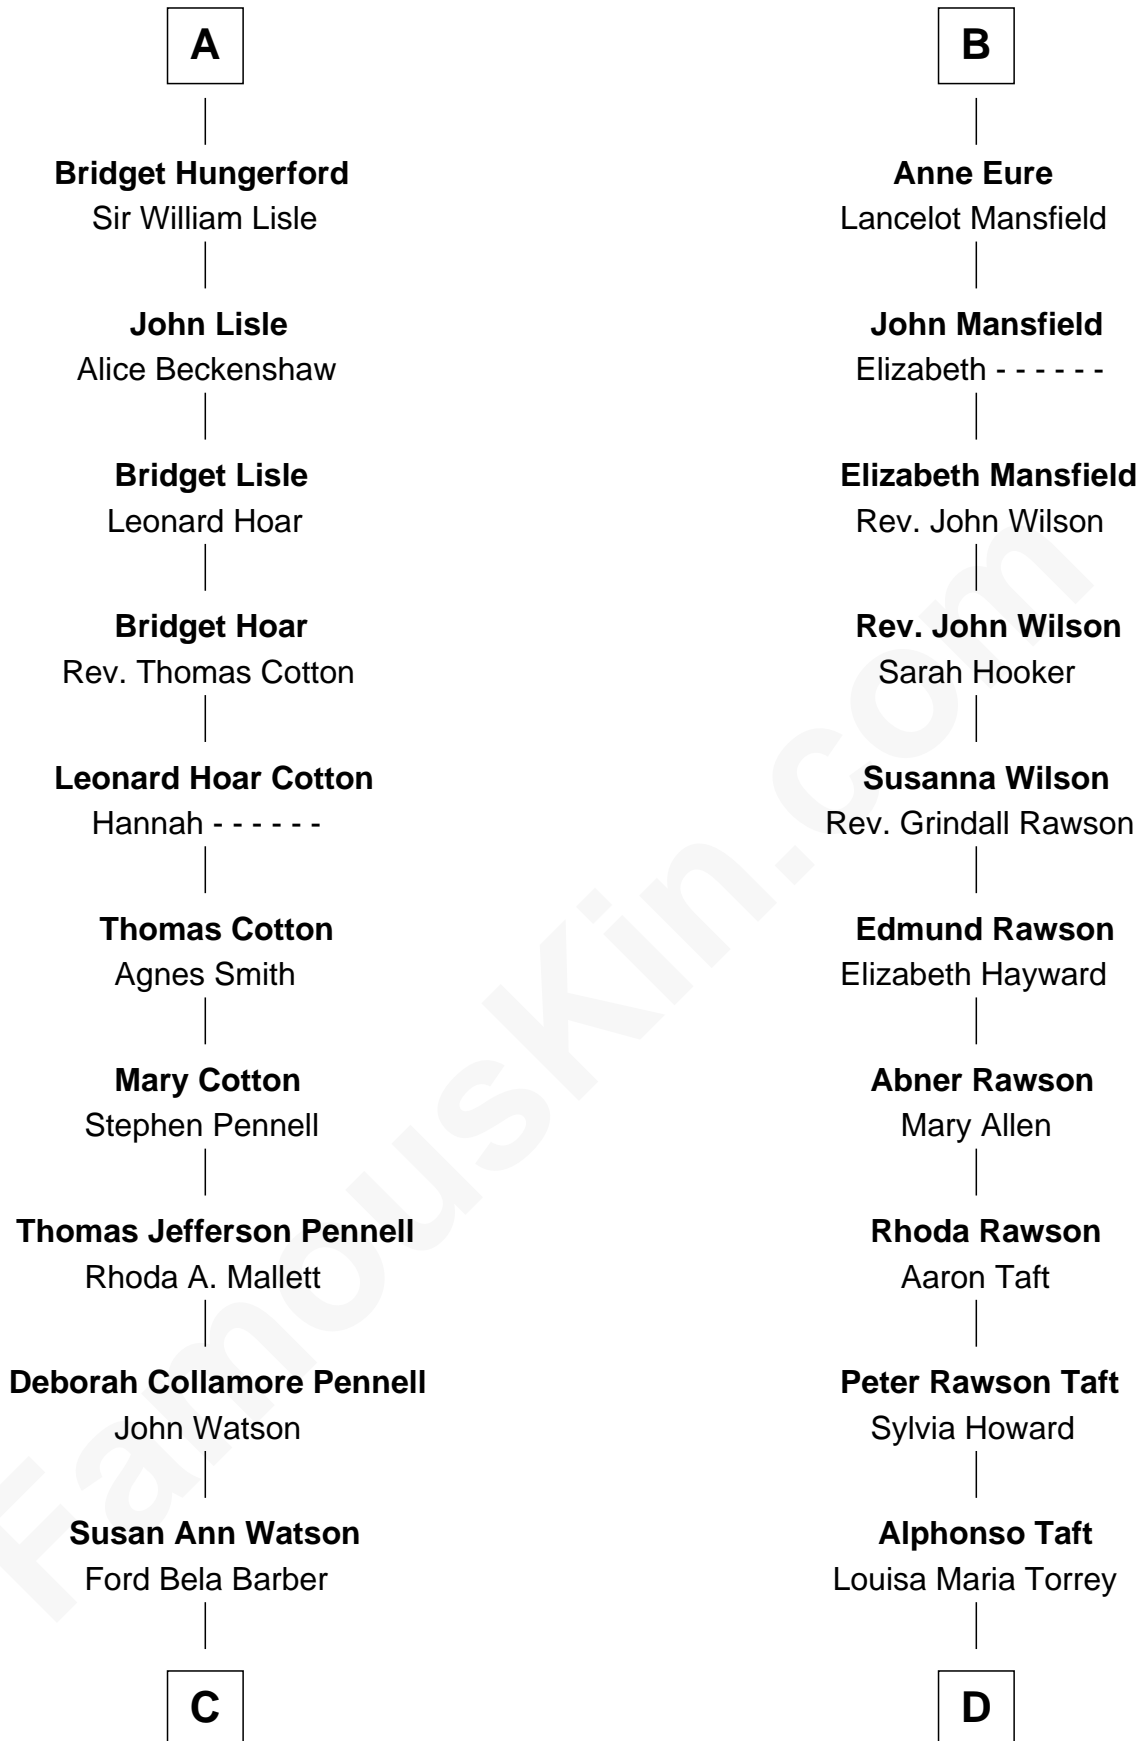 A
Bridget Hungerford
Sir William Lisle
John Lisle
Alice Beckenshaw
Bridget Lisle
Leonard Hoar
Bridget Hoar
Rev. Thomas Cotton
Leonard Hoar Cotton
Hannah - - - - - -
Thomas Cotton
Agnes Smith
Mary Cotton
Stephen Pennell
Thomas Jefferson Pennell
Rhoda A. Mallett
Deborah Collamore Pennell
John Watson
Susan Ann Watson
Ford Bela Barber
C
B
Anne Eure
Lancelot Mansfield
John Mansfield
Elizabeth - - - - - -
Elizabeth Mansfield
Rev. John Wilson
Rev. John Wilson
Sarah Hooker
Susanna Wilson
Rev. Grindall Rawson
Edmund Rawson
Elizabeth Hayward
Abner Rawson
Mary Allen
Rhoda Rawson
Aaron Taft
Peter Rawson Taft
Sylvia Howard
Alphonso Taft
Louisa Maria Torrey
D
FamousKin.com